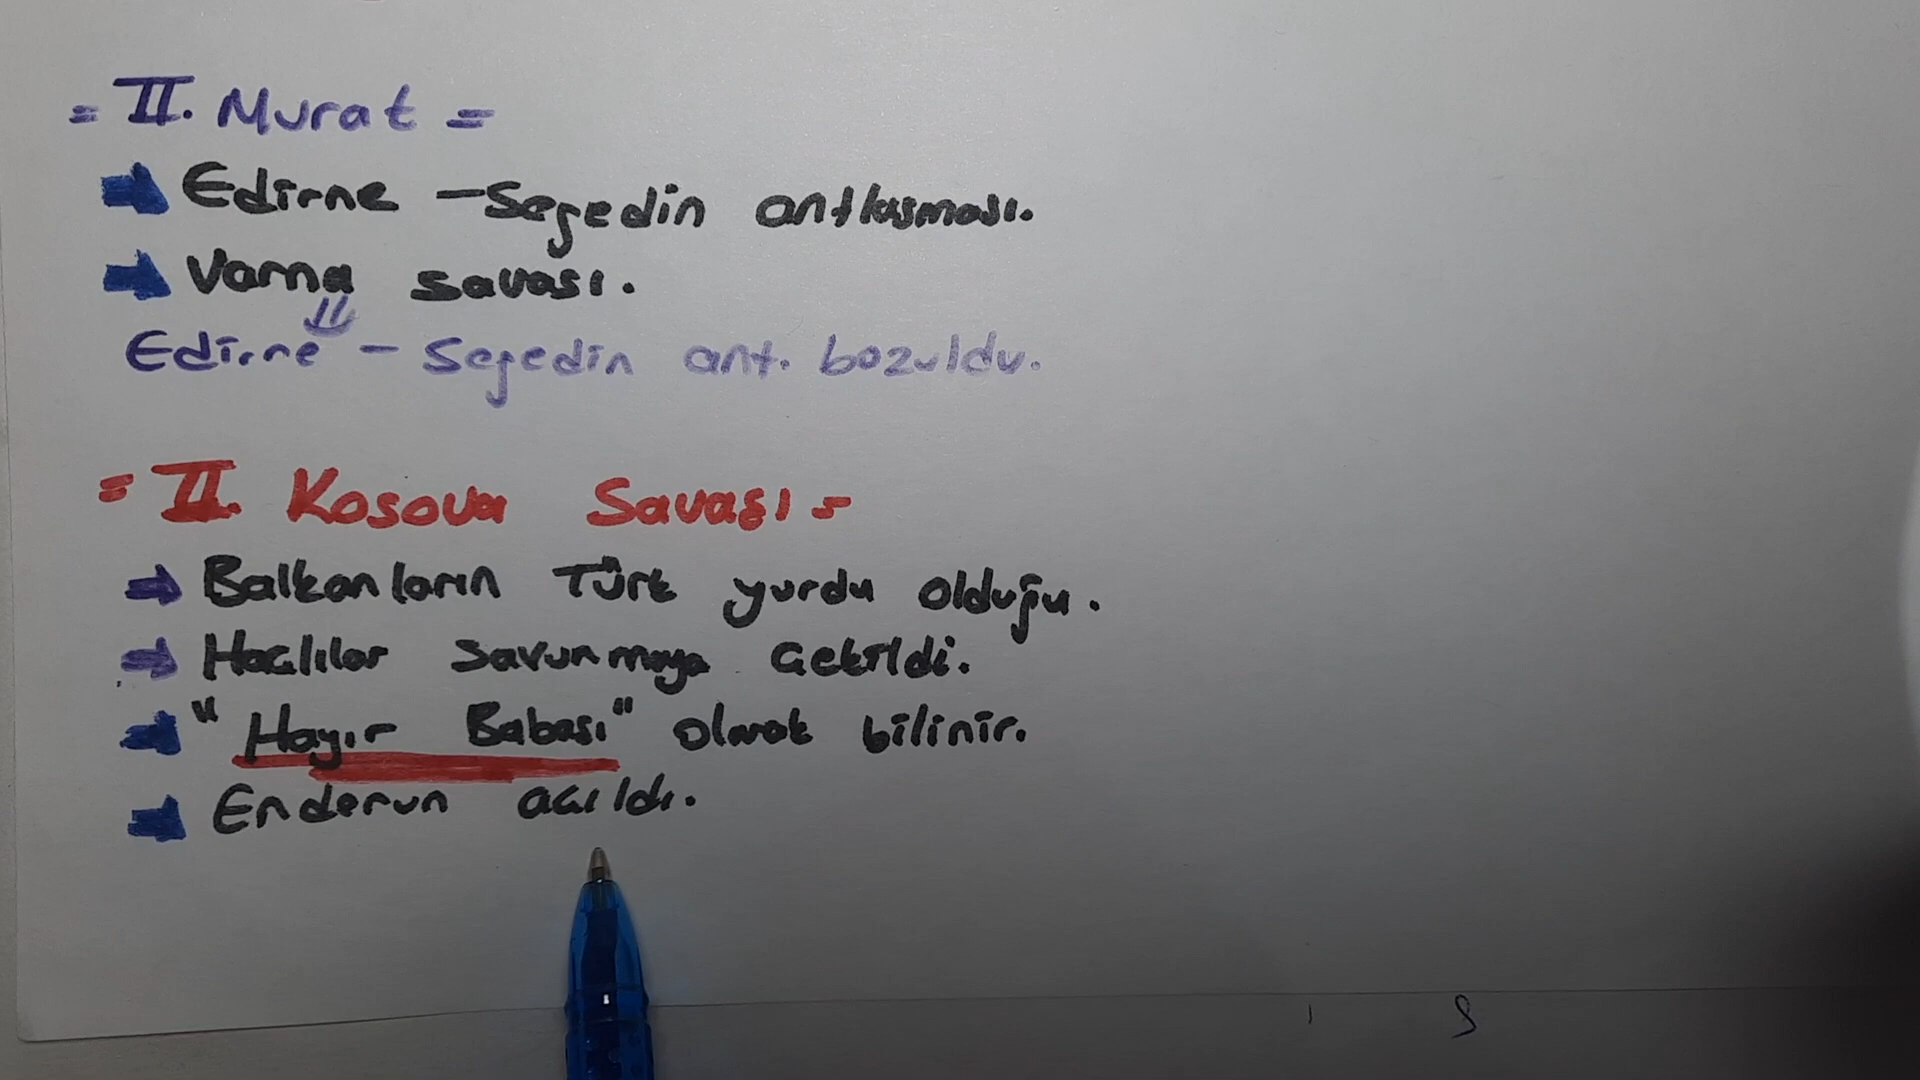 = II. Murat =
➡ Edirne - Segedin antlaşması.
➡ Varna savası.
Edirne - Segedin ant. bozuldu.
= II. Kosova Savaşı =
➡ Balkanların Türk yurdu olduğu.
➡ Haçlılar savunmaya çekildi.
➡ "Hayır Babası" olarak bilinir.
➡ Enderun açıldı.